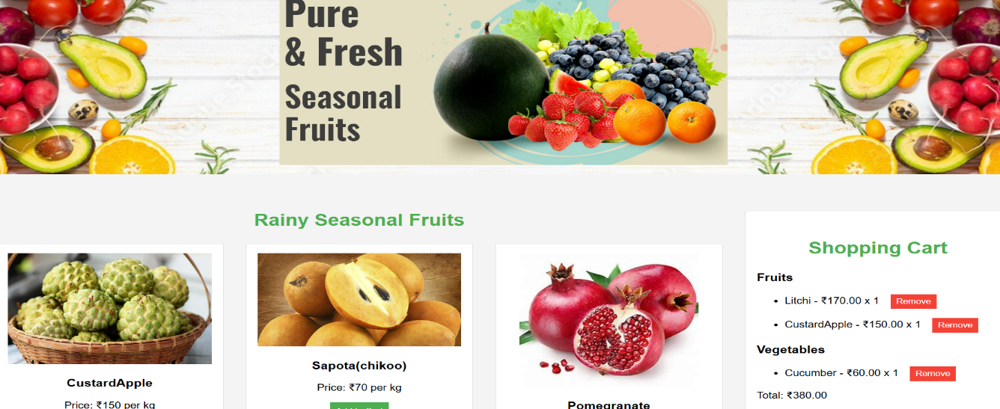 Pure
& Fresh
Seasonal
Fruits
Rainy Seasonal Fruits
CustardApple
Price: ₹150 per kg
Sapota(chikoo)
Price: ₹70 per kg
Pomegranate
Shopping Cart
Fruits
Litchi - ₹170.00 x 1 Remove
CustardApple - ₹150.00 x 1 Remove
Vegetables
Cucumber - ₹60.00 x 1 Remove
Total: ₹380.00